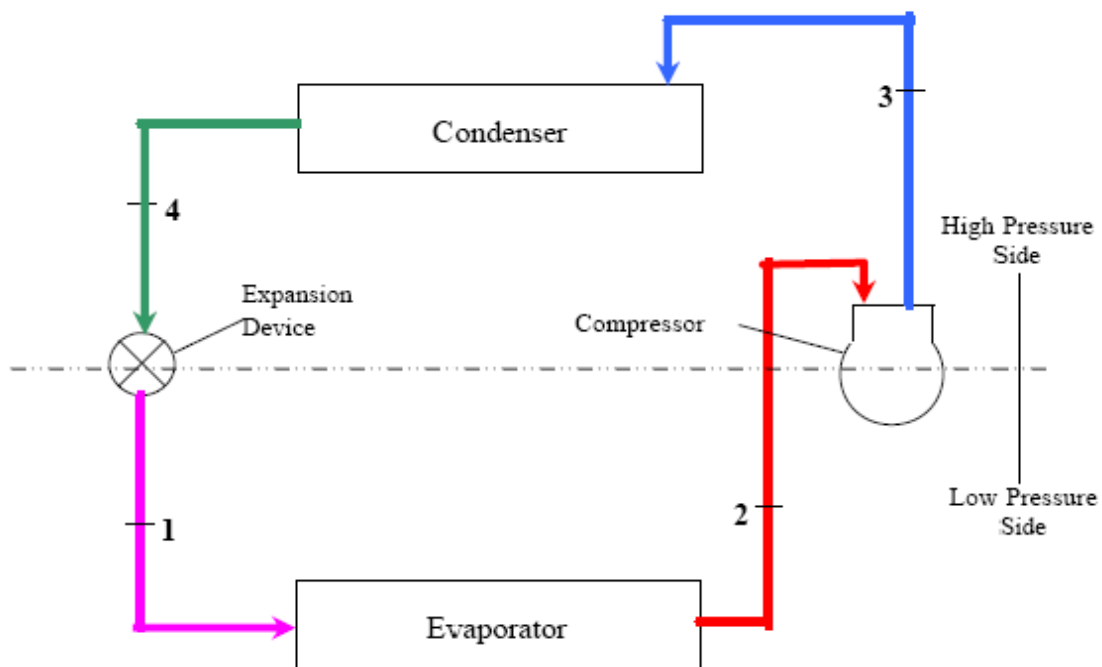 Condenser
3
4
High Pressure
Side
Expansion
Device
Compressor
Low Pressure
Side
1
2
Evaporator